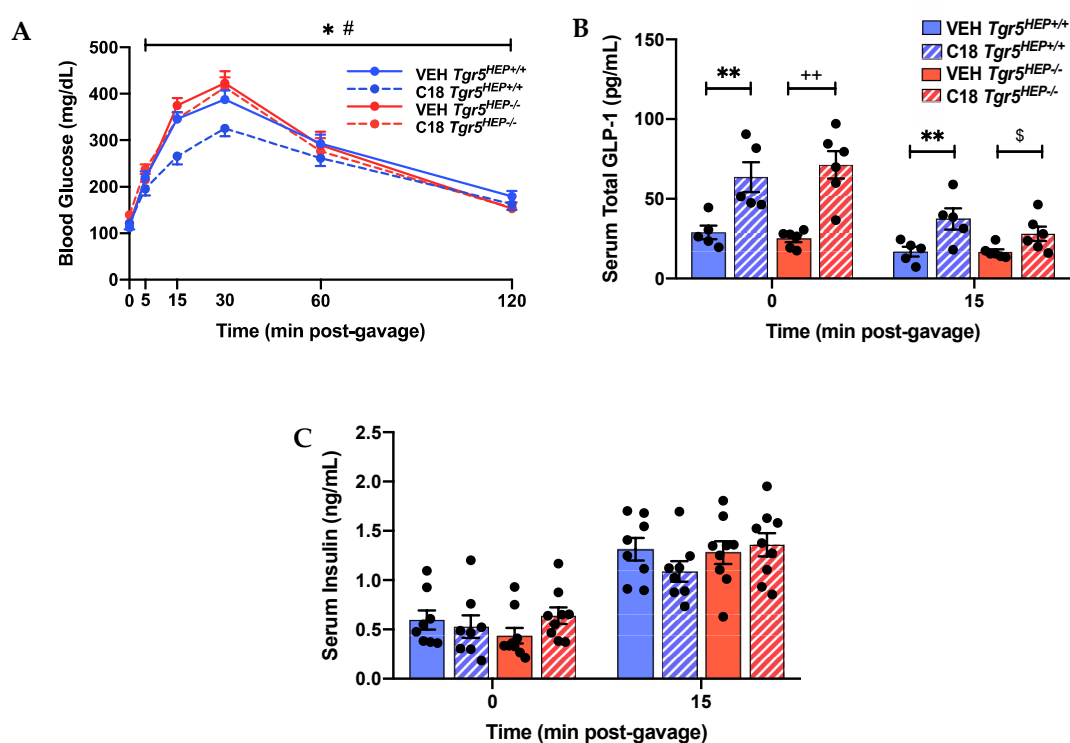 A
* #
500
400
300
200
100
0
Blood Glucose (mg/dL)
VEH Tgr5HEP+/+
C18 Tgr5HEP+/+
VEH Tgr5HEP-/-
C18 Tgr5HEP-/-
0 5 15 30 60 120
Time (min post-gavage)
B
VEH Tgr5HEP+/+
C18 Tgr5HEP+/+
VEH Tgr5HEP-/-
C18 Tgr5HEP-/-
150
100
50
0
Serum Total GLP-1 (pg/mL)
** ++
** $
0 15
Time (min post-gavage)
C
2.5
2.0
1.5
1.0
0.5
0.0
Serum Insulin (ng/mL)
0 15
Time (min post-gavage)